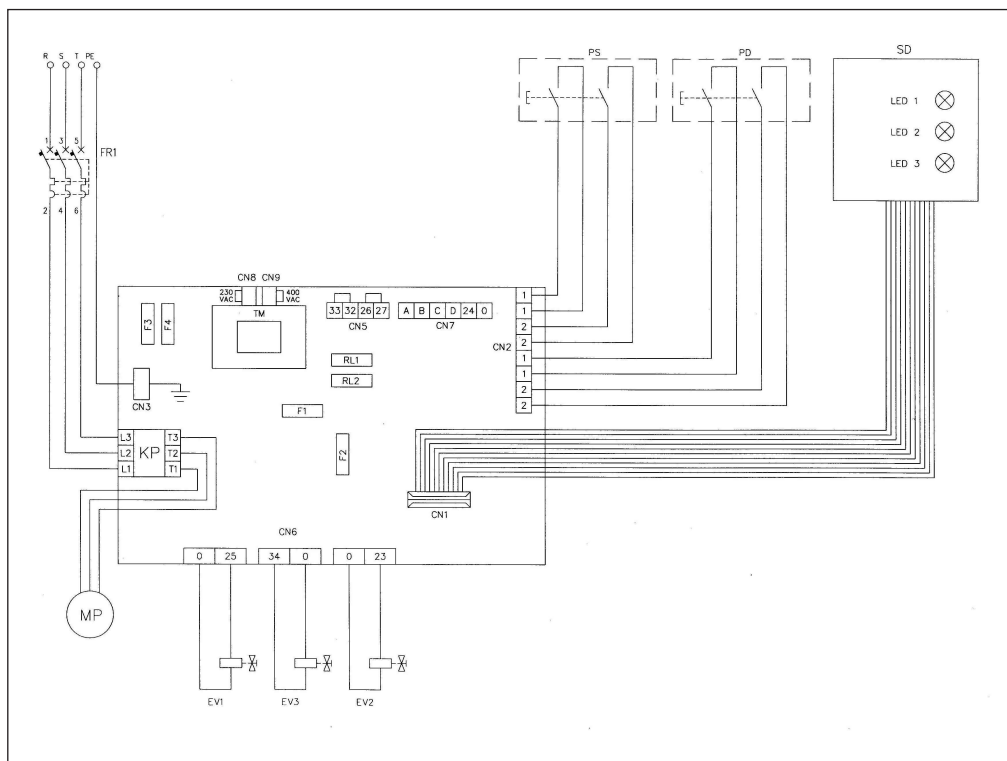 R S T PE
PS
PD
SD
LED 1
LED 2
LED 3
1 3 5
FR1
2 4 6
CN8 CN9
230 VAC
400 VAC
TM
F3
F4
33 32 26 27
CN5
A B C D 24 0
CN7
CN2
1
1
2
2
1
1
2
2
RL1
RL2
CN3
F1
F2
L3
L2
L1
KP
T3
T2
T1
CN1
CN6
0 25
34 0
0 23
MP
EV1
EV3
EV2